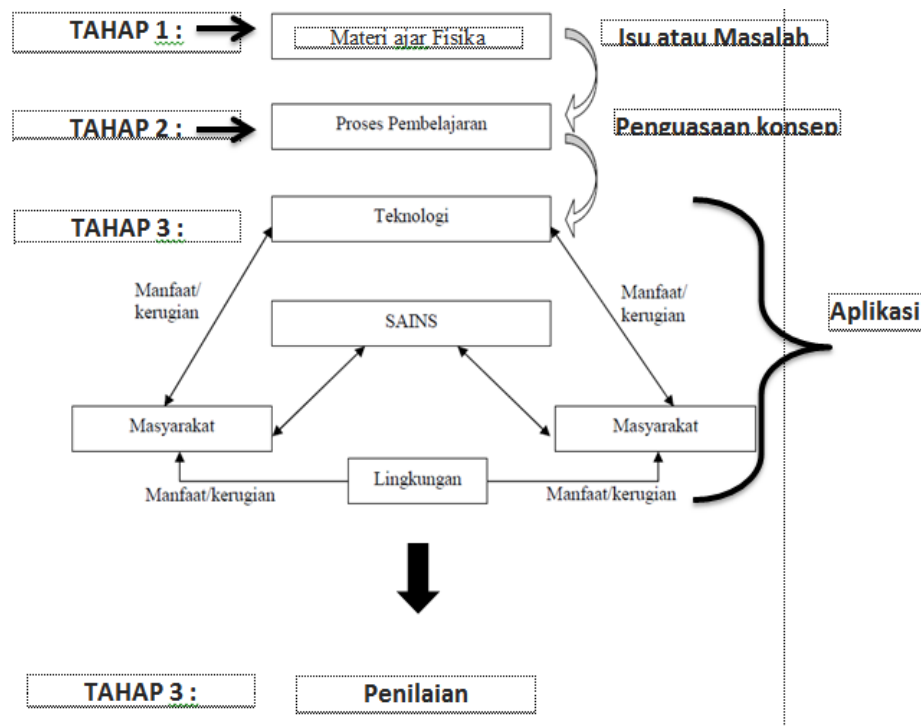 TAHAP 1 :
Materi ajar Fisika
Isu atau Masalah
TAHAP 2 :
Proses Pembelajaran
Penguasaan konsep
TAHAP 3 :
Teknologi
Manfaat/
kerugian
Manfaat/
kerugian
SAINS
Aplikasi
Masyarakat
Masyarakat
Lingkungan
Manfaat/kerugian
Manfaat/kerugian
TAHAP 3 :
Penilaian